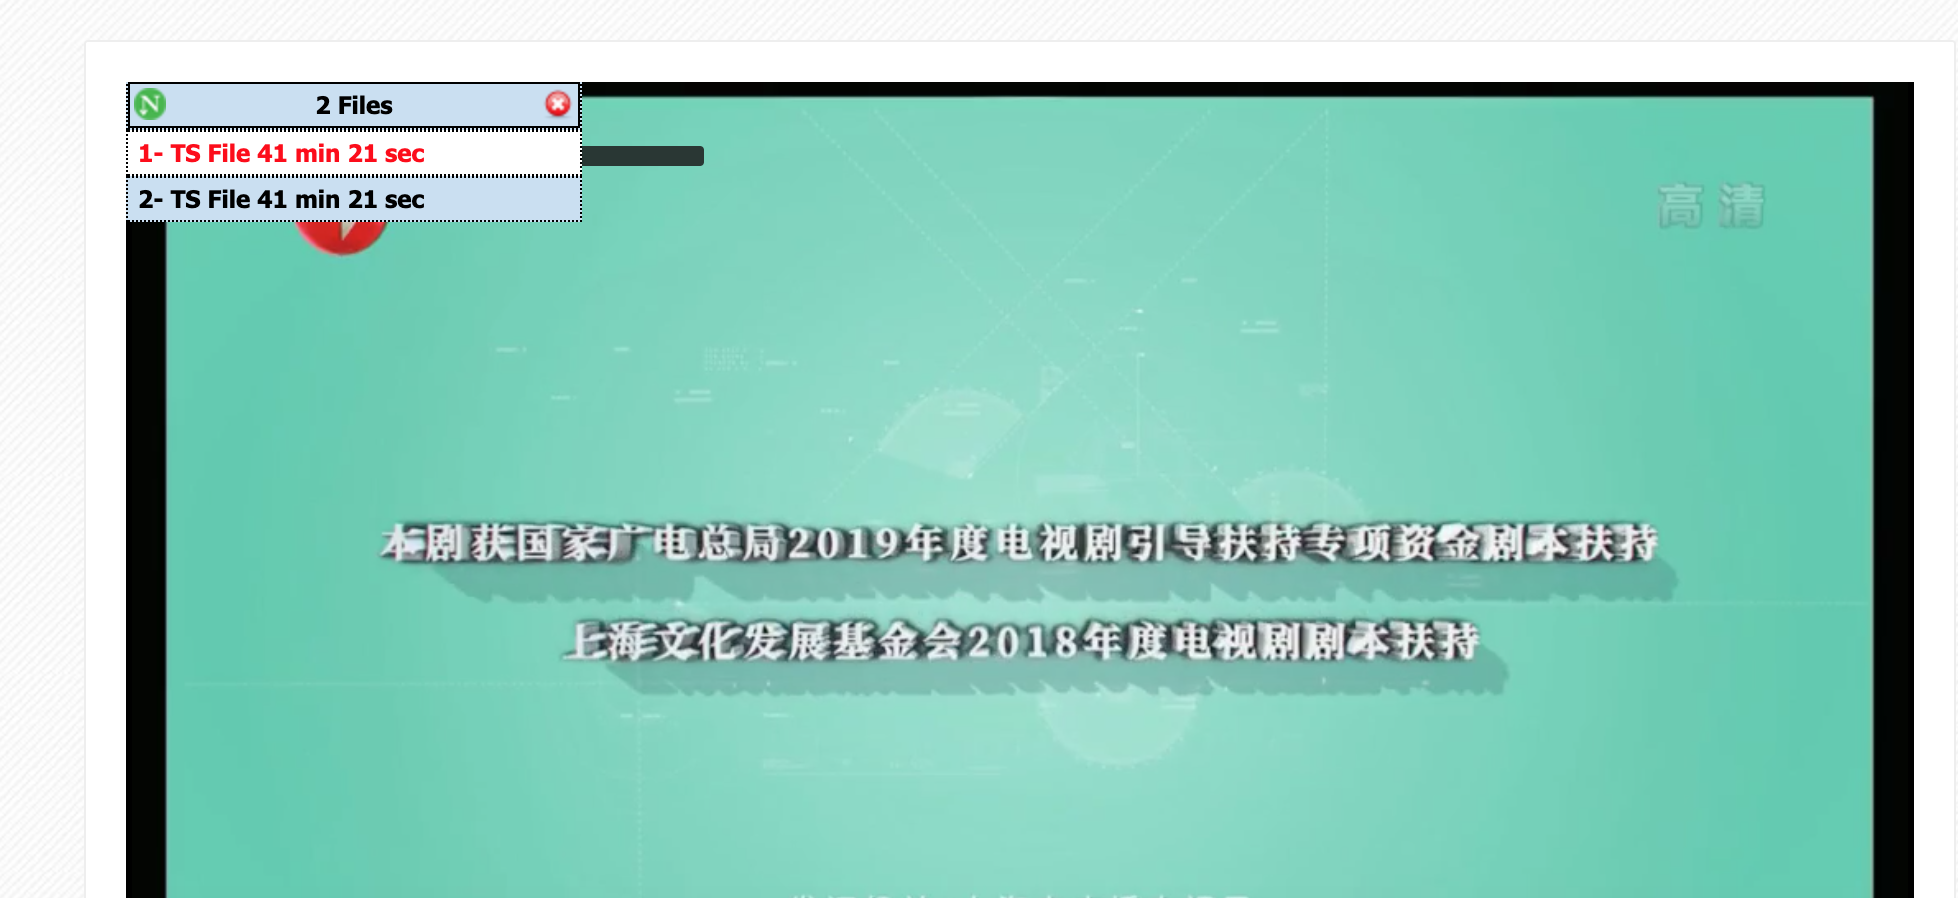 2 Files
1- TS File 41 min 21 sec
2- TS File 41 min 21 sec
高清
本剧获国家广电总局2019年度电视剧引导扶持专项资金剧本扶持
上海文化发展基金会2018年度电视剧剧本扶持